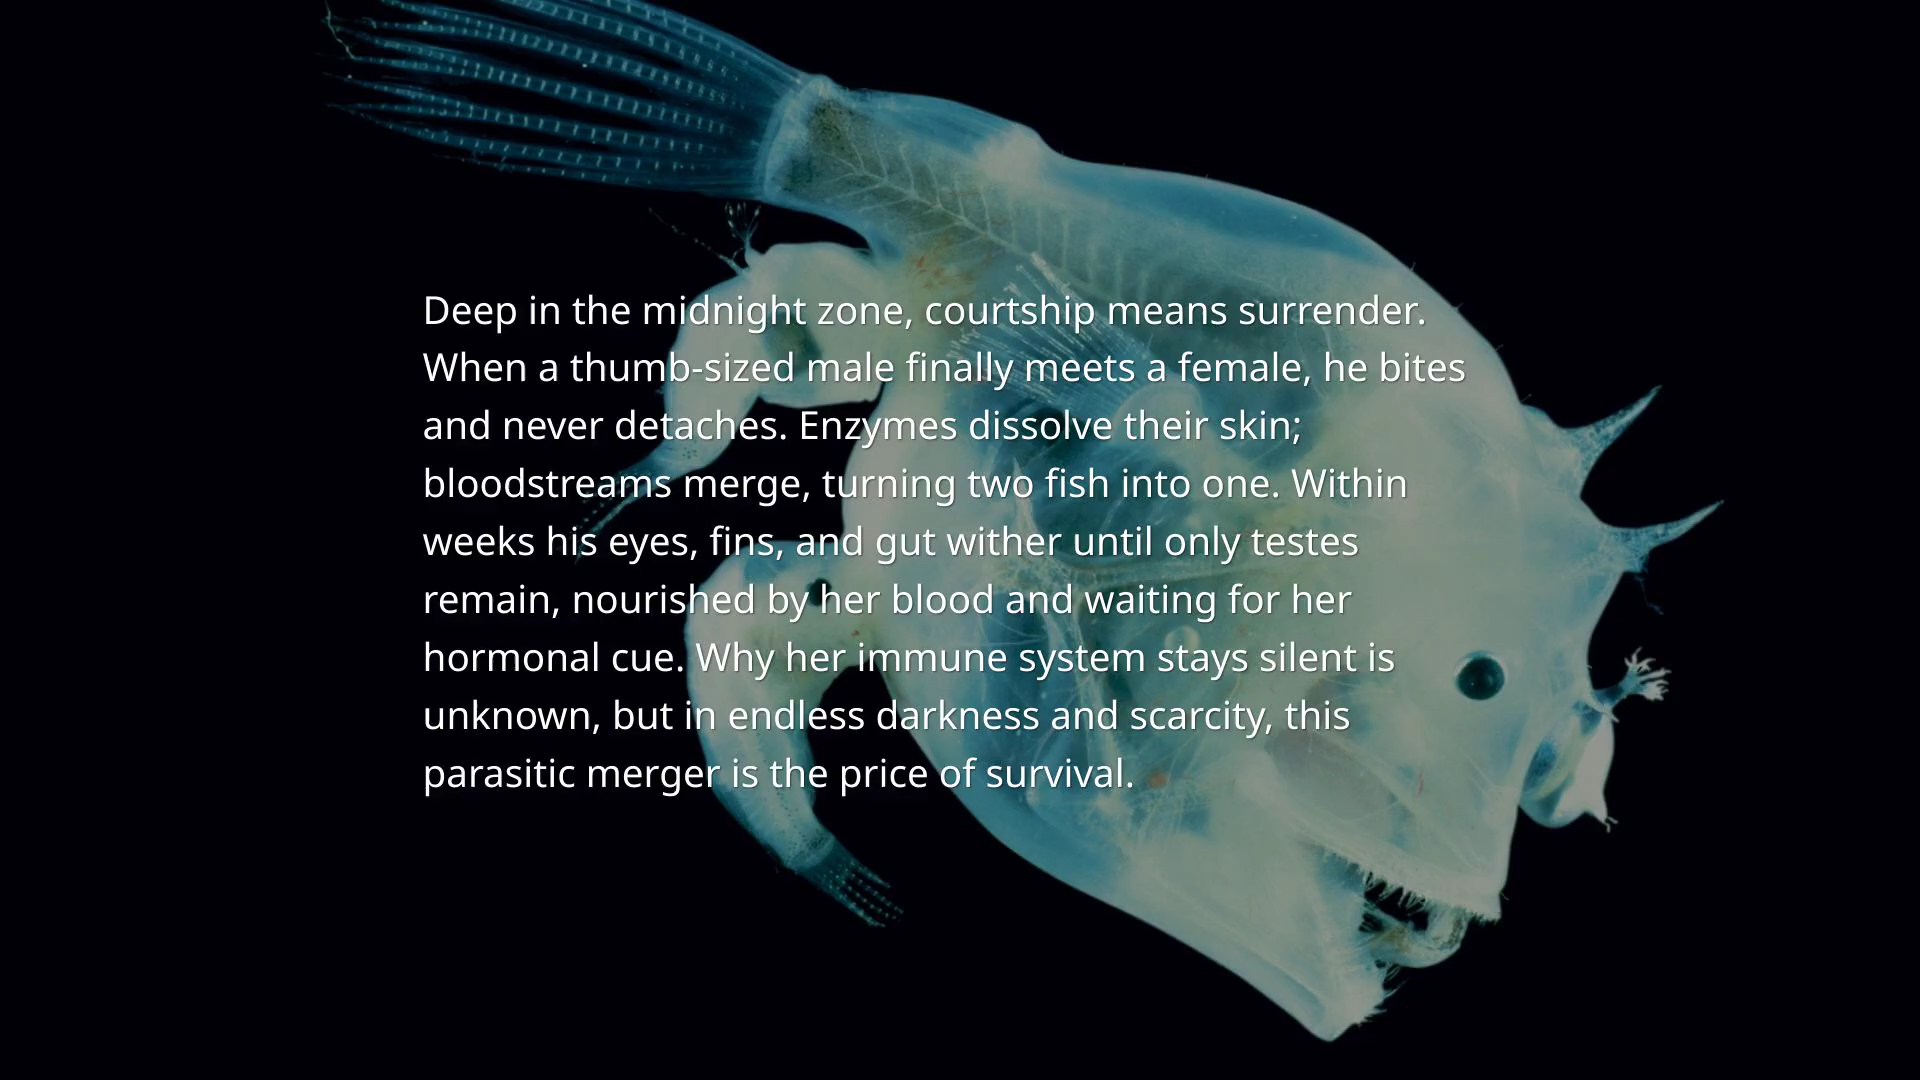 Deep in the midnight zone, courtship means surrender.
When a thumb-sized male finally meets a female, he bites
and never detaches. Enzymes dissolve their skin;
bloodstreams merge, turning two fish into one. Within
weeks his eyes, fins, and gut wither until only testes
remain, nourished by her blood and waiting for her
hormonal cue. Why her immune system stays silent is
unknown, but in endless darkness and scarcity, this
parasitic merger is the price of survival.